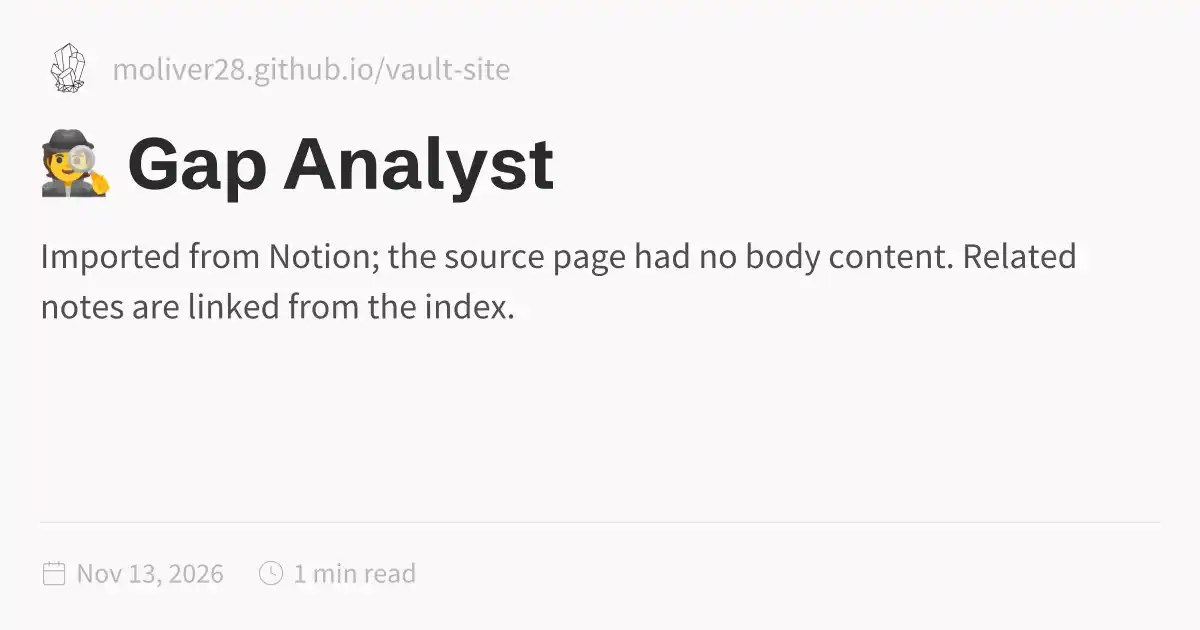 moliver28.github.io/vault-site
🕵️ Gap Analyst
Imported from Notion; the source page had no body content. Related
notes are linked from the index.
Nov 13, 2026 1 min read